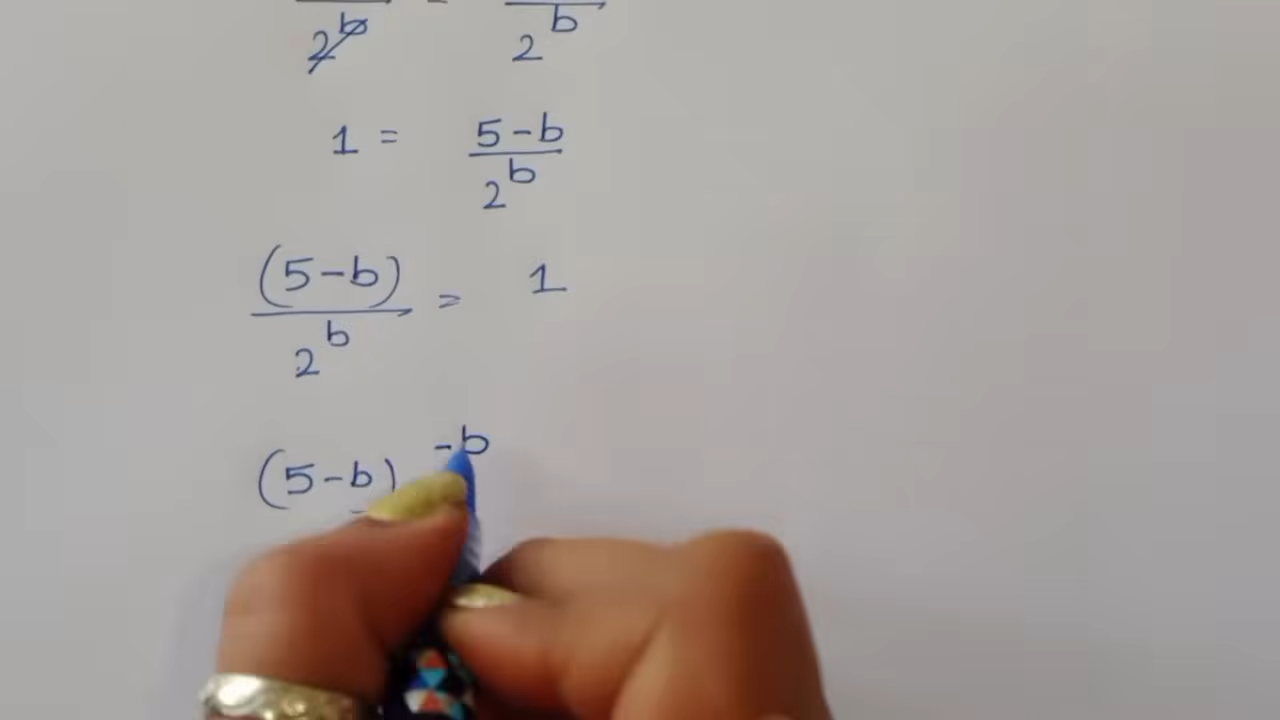 2^b = 2^b
1 = (5-b)/2^b
(5-b)/2^b = 1
(5-b) -b